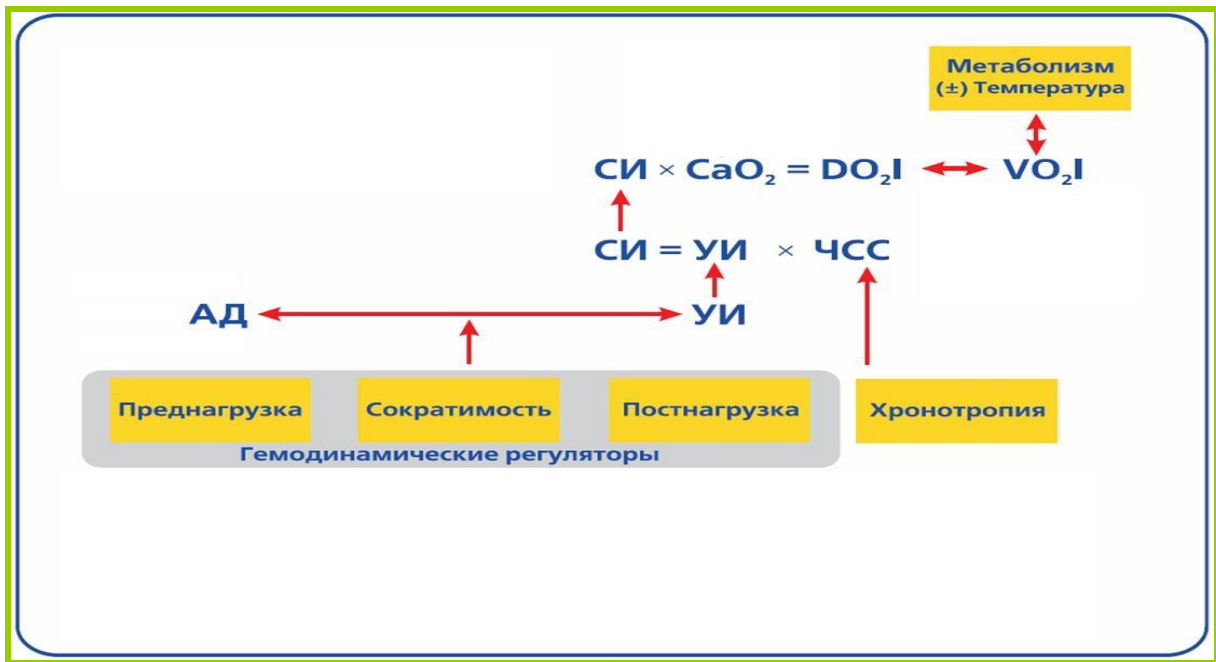 Метаболизм
(±) Температура
СИ × CaO₂ = DO₂I VO₂I
СИ = УИ × ЧСС
АД УИ
Преднагрузка Сократимость Постнагрузка Хронотропия
Гемодинамические регуляторы